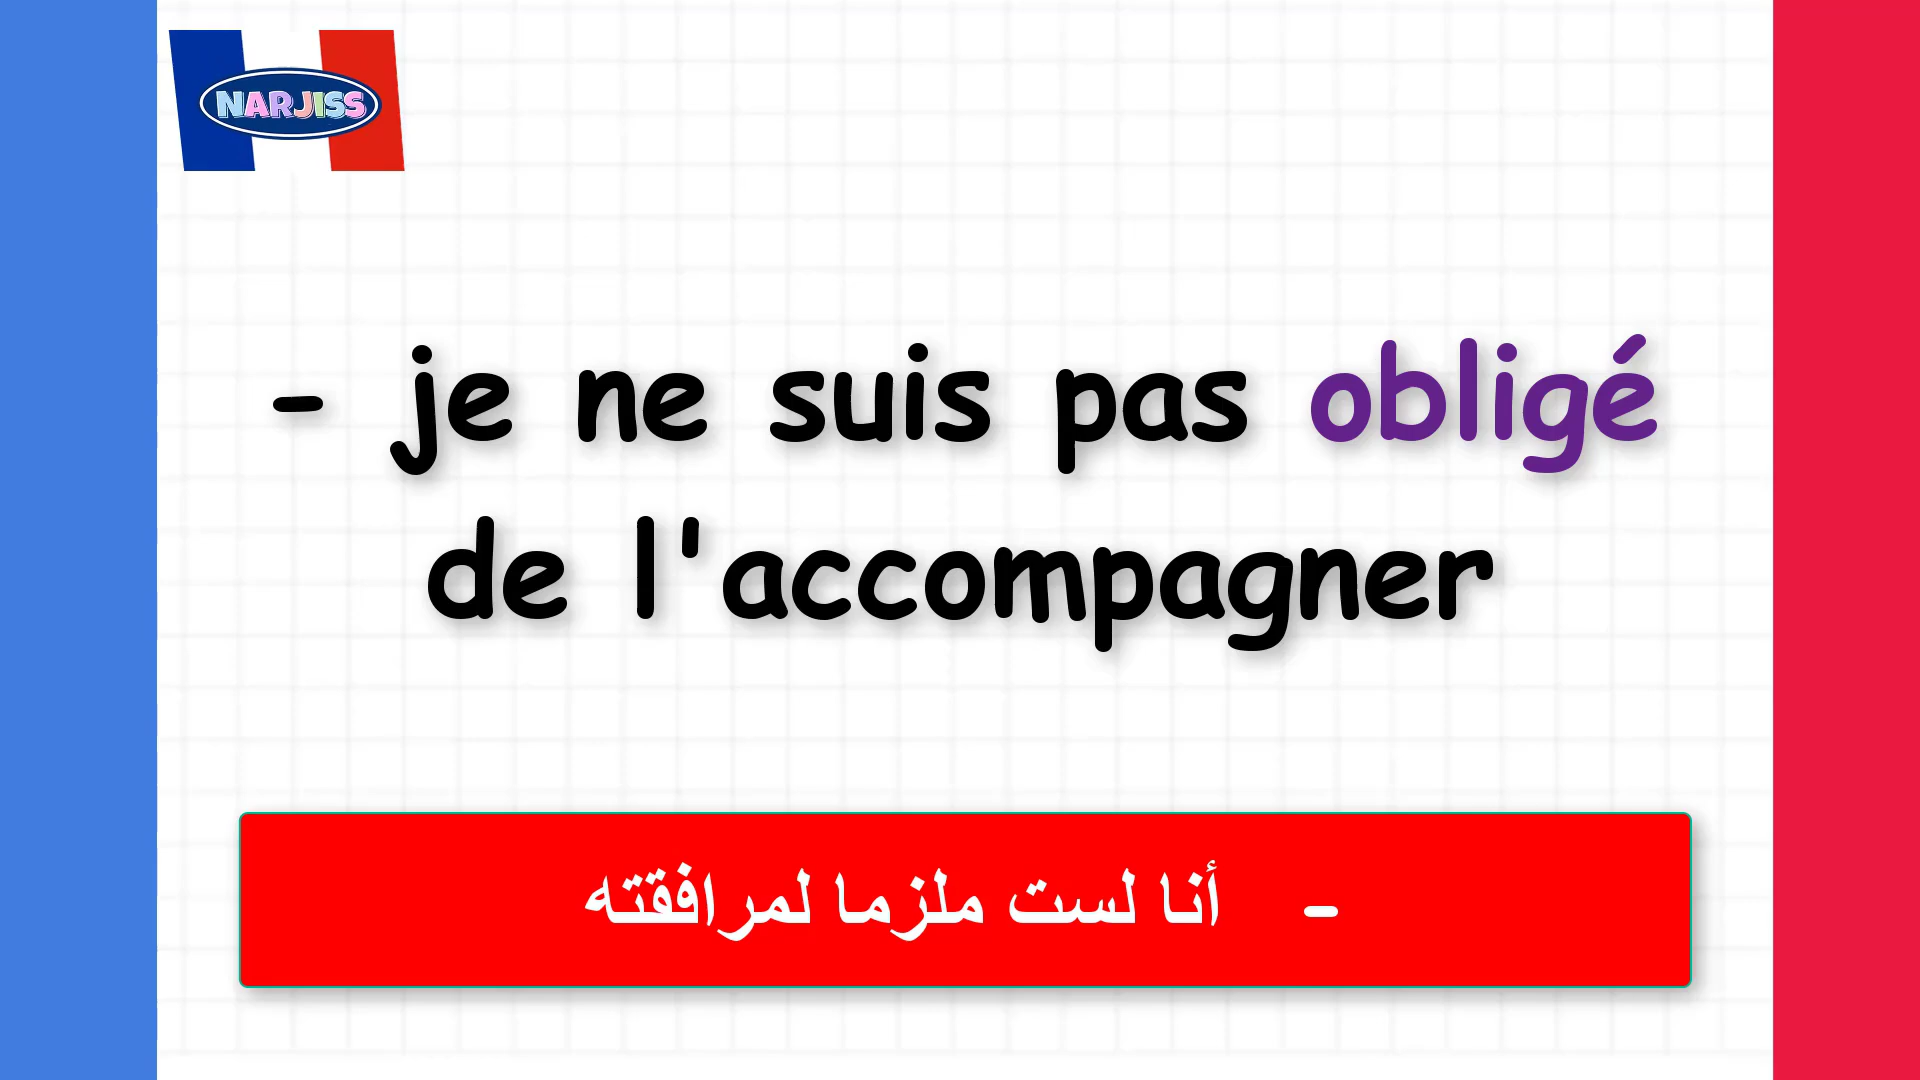 NARJISS
- je ne suis pas obligé
de l'accompagner
- أنا لست ملزما لمرافقته